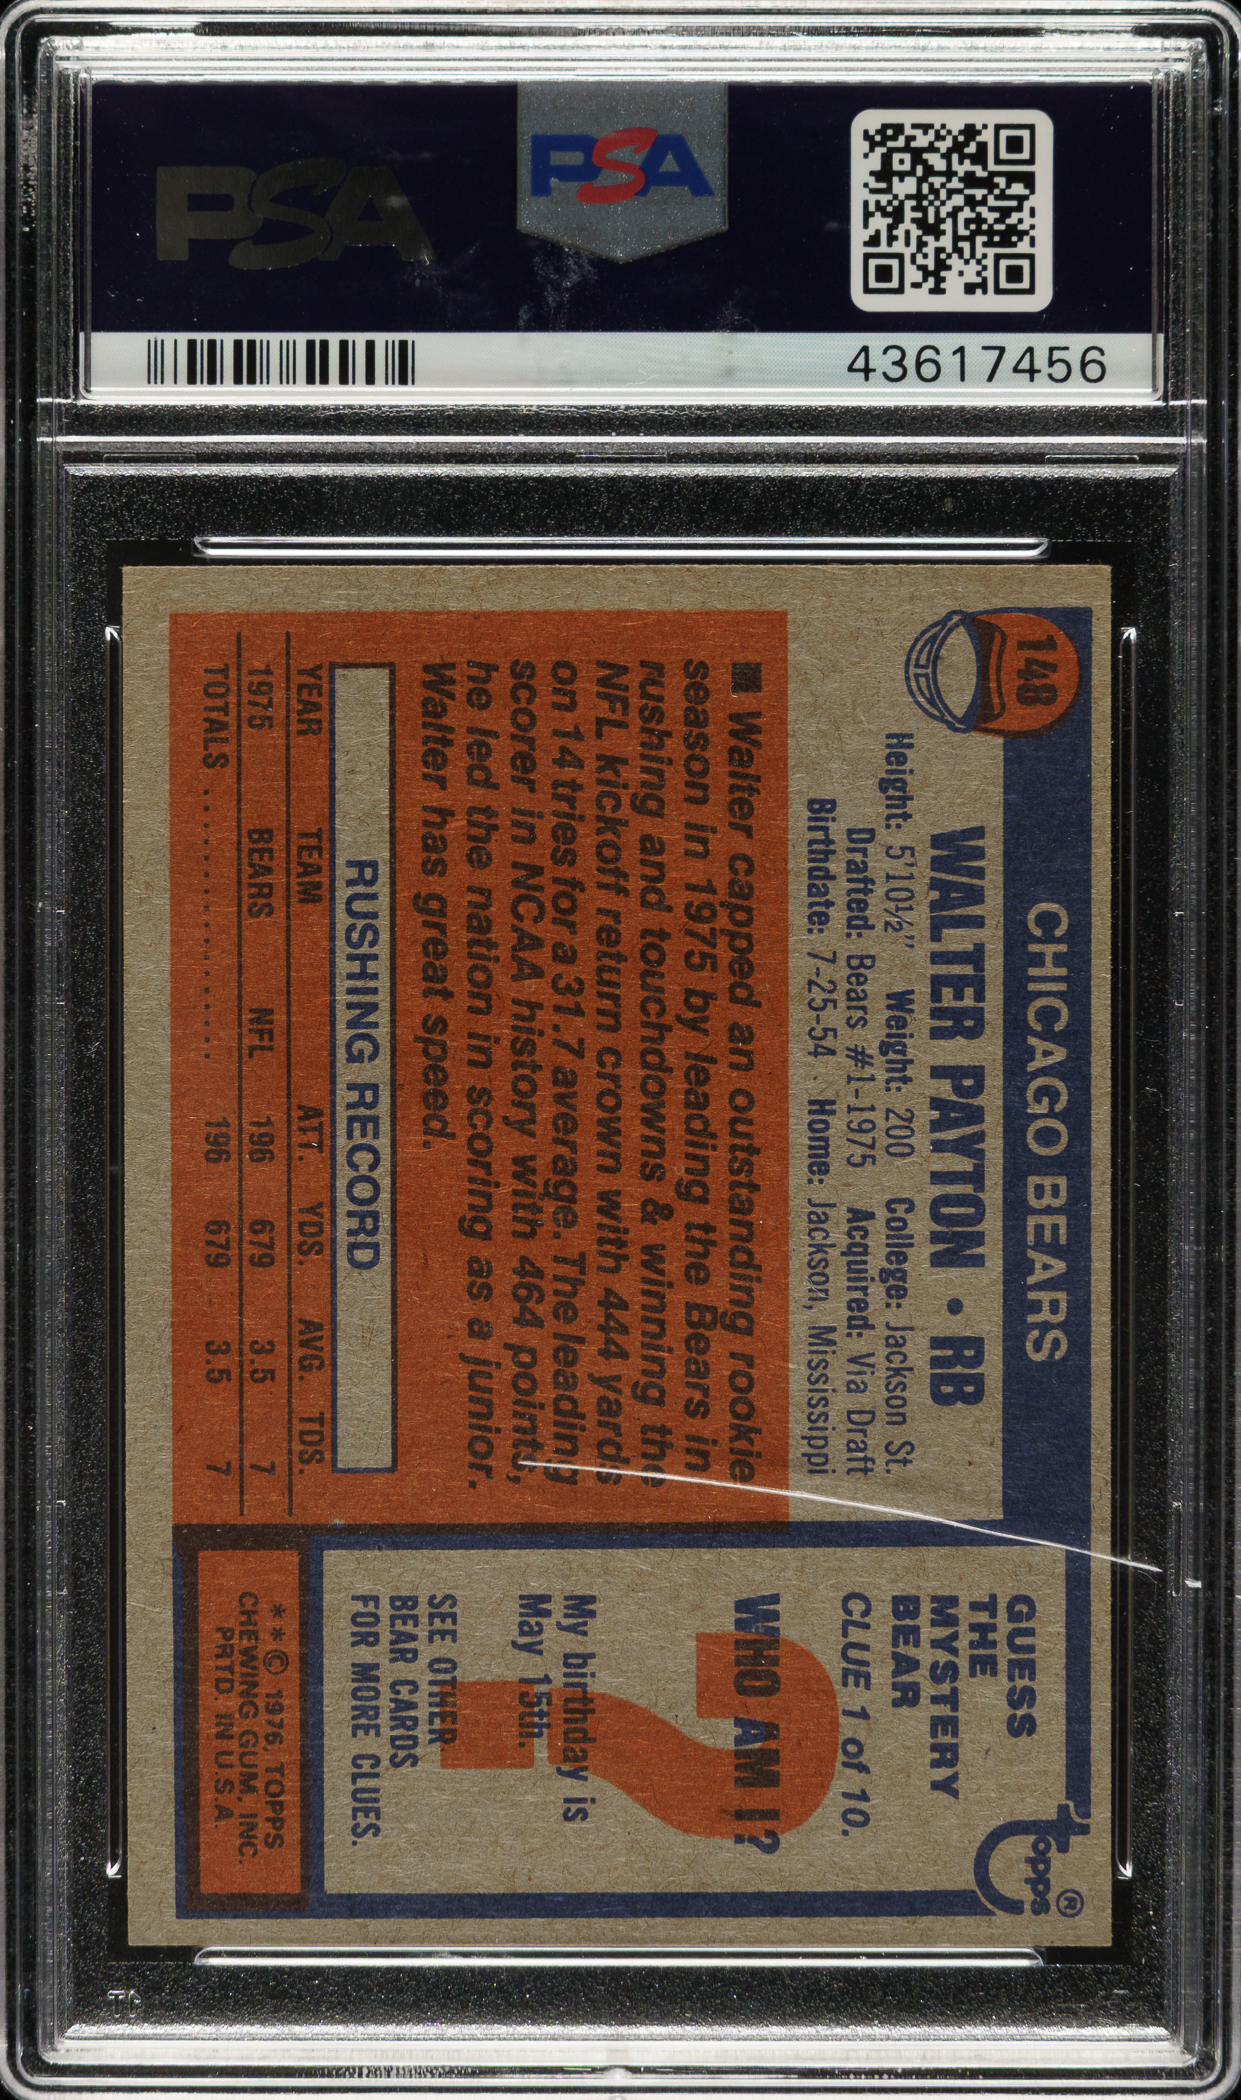 PSA
PSA
43617456
148
CHICAGO BEARS
WALTER PAYTON • RB
Height: 5'10½" Weight: 200 College: Jackson St.
Drafted: Bears #1-1975 Acquired: Via Draft
Birthdate: 7-25-54 Home: Jackson, Mississippi
■ Walter capped an outstanding rookie
season in 1975 by leading the Bears in
rushing and touchdowns & winning the
NFL kickoff return crown with 444 yards
on 14 tries for a 31.7 average. The leading
scorer in NCAA history with 464 points,
he led the nation in scoring as a junior.
Walter has great speed.
RUSHING RECORD
YEAR TEAM ATT. YDS. AVG. TDS.
1975 BEARS NFL 196 679 3.5 7
TOTALS .................. 196 679 3.5 7
topps®
GUESS
THE
MYSTERY
BEAR
CLUE 1 of 10.
WHO AM I?
My birthday is
May 15th.
SEE OTHER
BEAR CARDS
FOR MORE CLUES.
**© 1976, TOPPS
CHEWING GUM, INC.
PRTD. IN U.S.A.